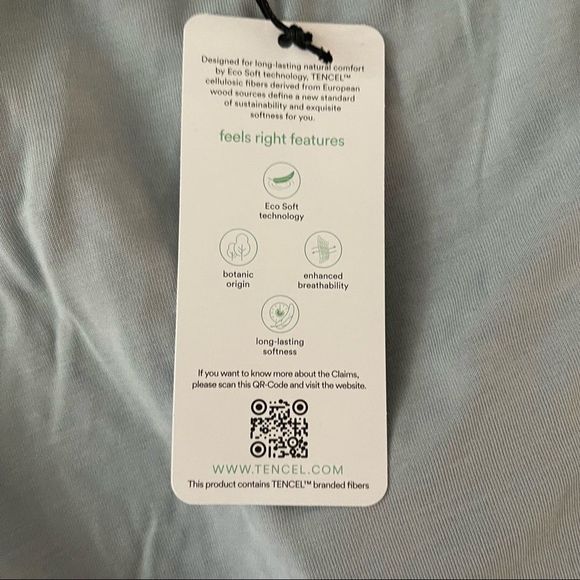 Designed for long-lasting natural comfort
by Eco Soft technology, TENCEL™
cellulosic fibers derived from European
wood sources define a new standard
of sustainability and exquisite
softness for you.
feels right features
Eco Soft
technology
botanic
origin
enhanced
breathability
long-lasting
softness
If you want to know more about the Claims,
please scan this QR-Code and visit the website.
WWW.TENCEL.COM
This product contains TENCEL™ branded fibers